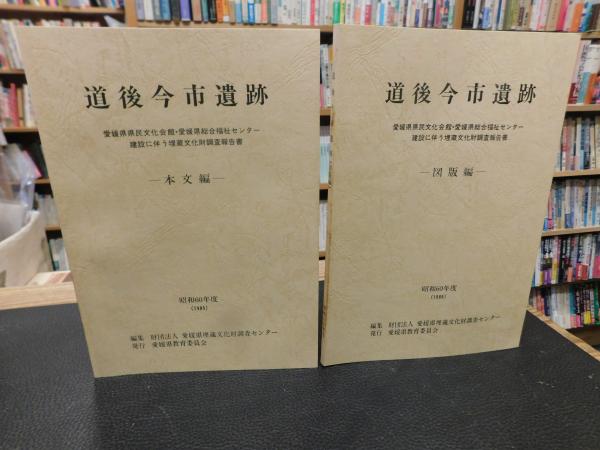 道後今市遺跡
愛媛県県民文化会館・愛媛県総合福祉センター
建設に伴う埋蔵文化財調査報告書
―本文編―
昭和60年度
(1985)
編集 財団法人 愛媛県埋蔵文化財調査センター
発行 愛媛県教育委員会
道後今市遺跡
愛媛県県民文化会館・愛媛県総合福祉センター
建設に伴う埋蔵文化財調査報告書
―図版編―
昭和60年度
編集 財団法人 愛媛県埋蔵文化財調査センター
発行 愛媛県教育委員会